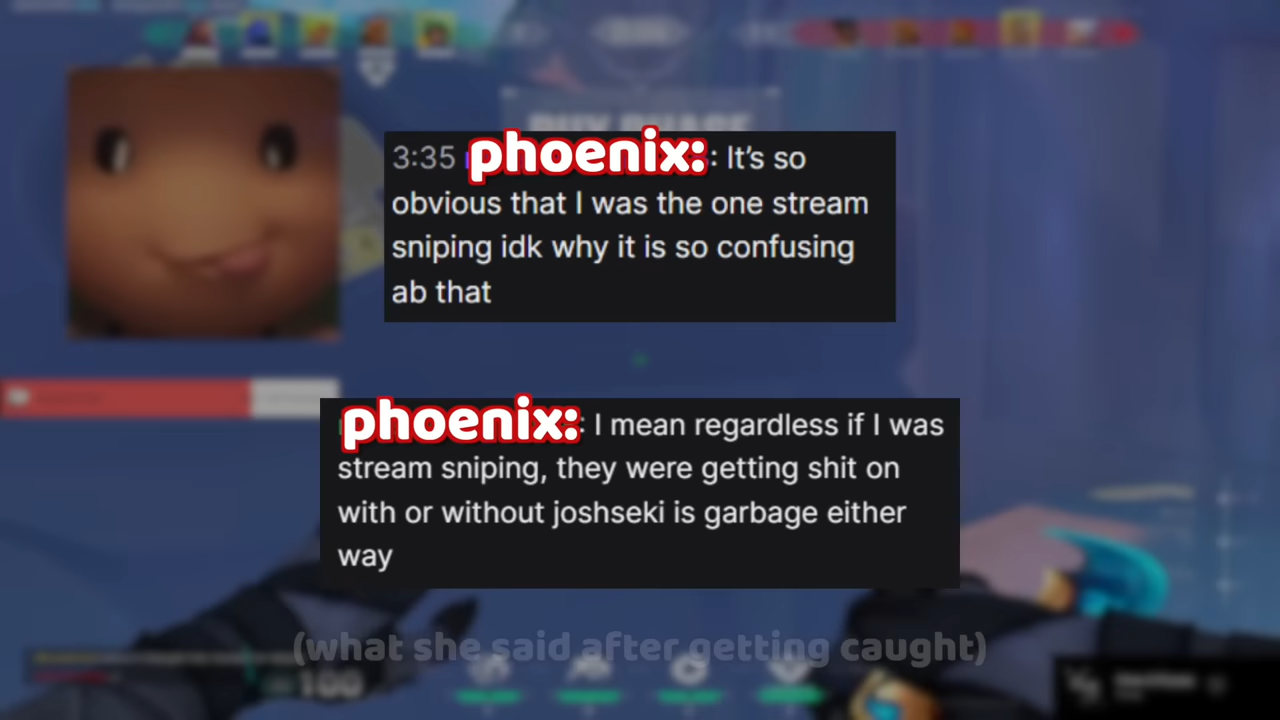 3:35 phoenix: : It's so
obvious that I was the one stream
sniping idk why it is so confusing
ab that
phoenix: : I mean regardless if I was
stream sniping, they were getting shit on
with or without joshseki is garbage either
way
(what she said after getting caught)
100